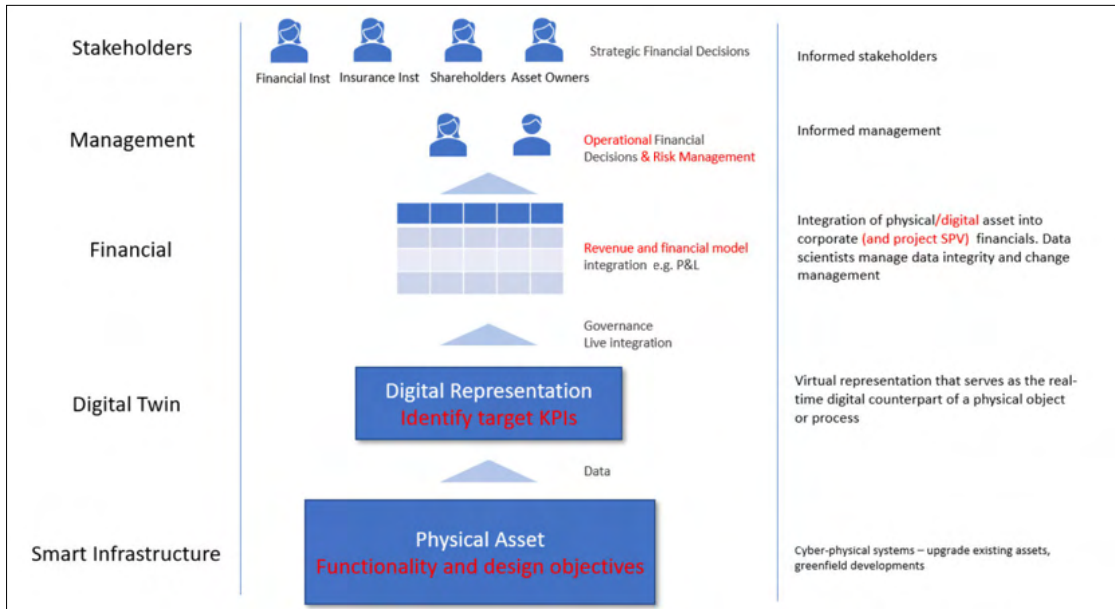 Stakeholders
Financial Inst
Insurance Inst
Shareholders
Asset Owners
Strategic Financial Decisions
Informed stakeholders
Management
Operational Financial
Decisions & Risk Management
Informed management
Financial
Revenue and financial model
integration e.g. P&L
Integration of physical/digital asset into
corporate (and project SPV) financials. Data
scientists manage data integrity and change
management
Governance
Live integration
Digital Twin
Digital Representation
Identify target KPIs
Virtual representation that serves as the real-
time digital counterpart of a physical object
or process
Data
Smart Infrastructure
Physical Asset
Functionality and design objectives
Cyber-physical systems – upgrade existing assets,
greenfield developments